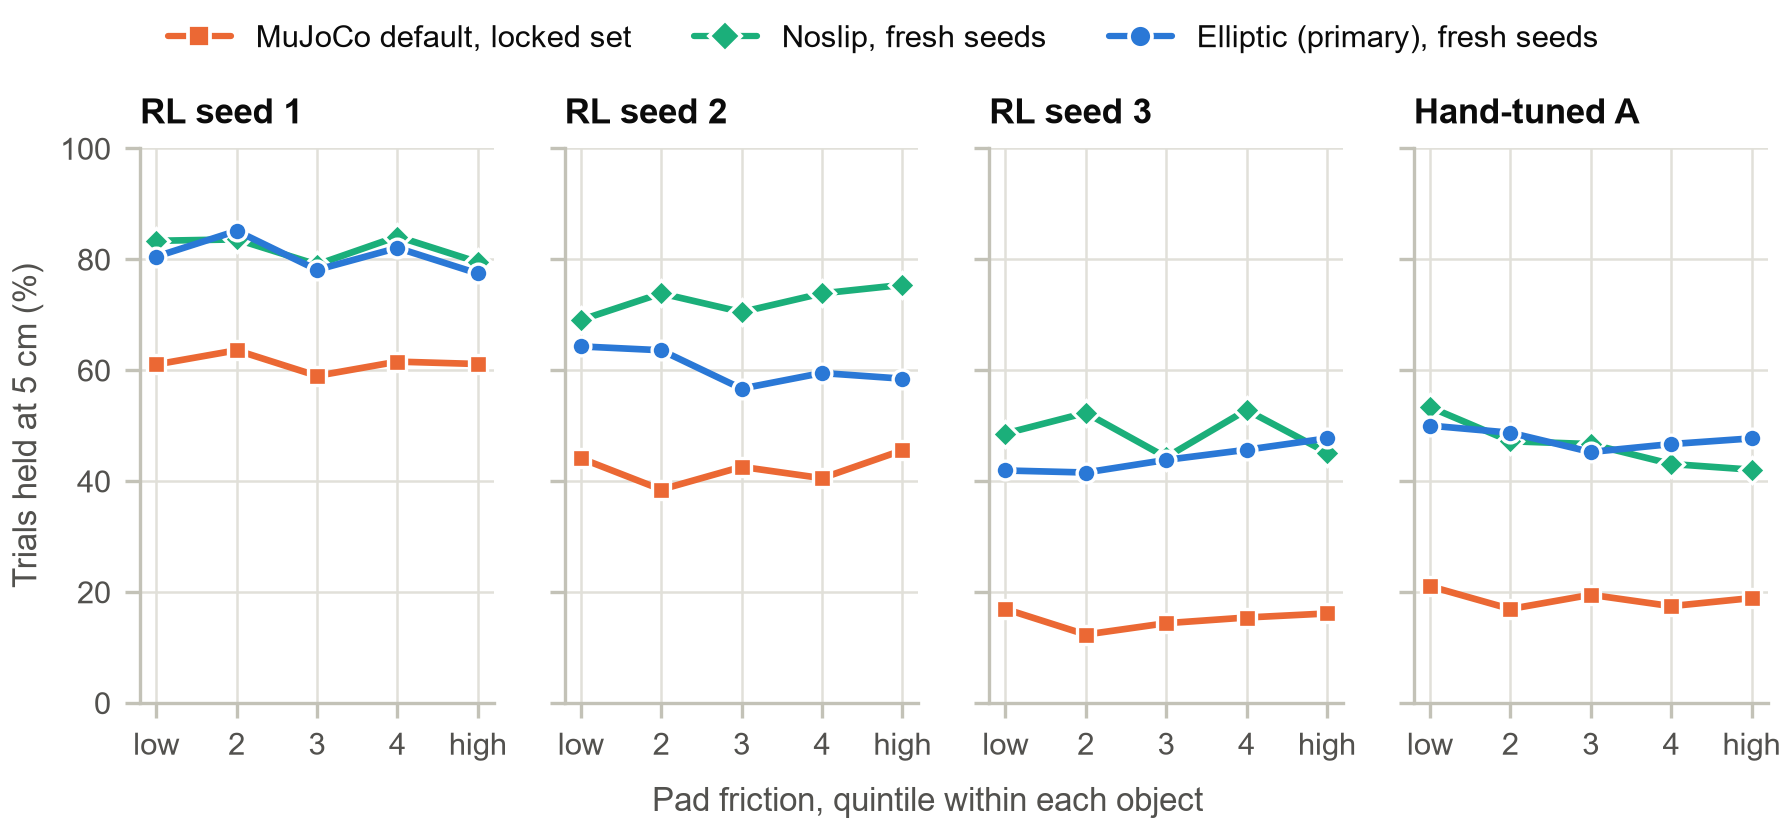 MuJoCo default, locked set Noslip, fresh seeds Elliptic (primary), fresh seeds
RL seed 1 RL seed 2 RL seed 3 Hand-tuned A
Trials held at 5 cm (%)
100
80
60
40
20
0
low 2 3 4 high low 2 3 4 high low 2 3 4 high low 2 3 4 high
Pad friction, quintile within each object